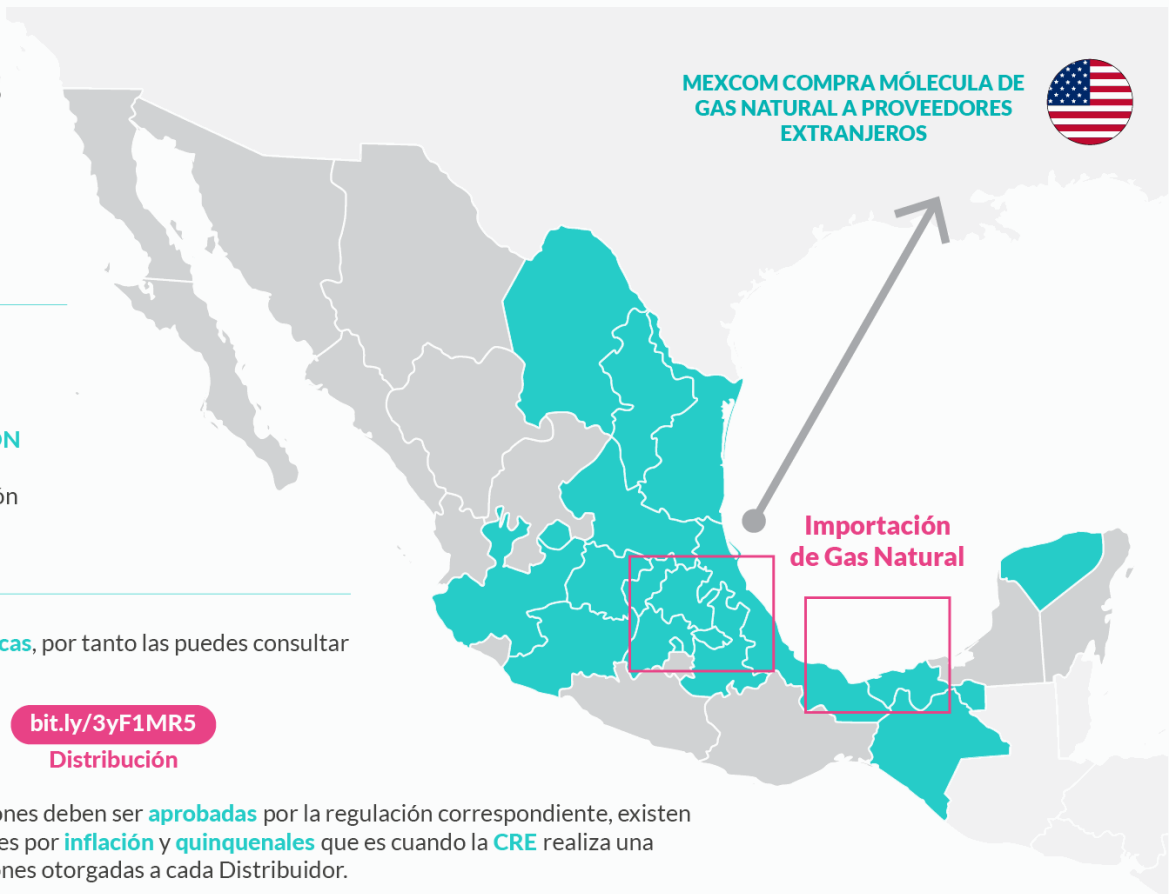 MEXCOM COMPRA MÓLECULA DE
GAS NATURAL A PROVEEDORES
EXTRANJEROS
ón
Importación
de Gas Natural
cas, por tanto las puedes consultar
bit.ly/3yF1MR5
Distribución
ones deben ser aprobadas por la regulación correspondiente, existen
es por inflación y quinquenales que es cuando la CRE realiza una
ones otorgadas a cada Distribuidor.